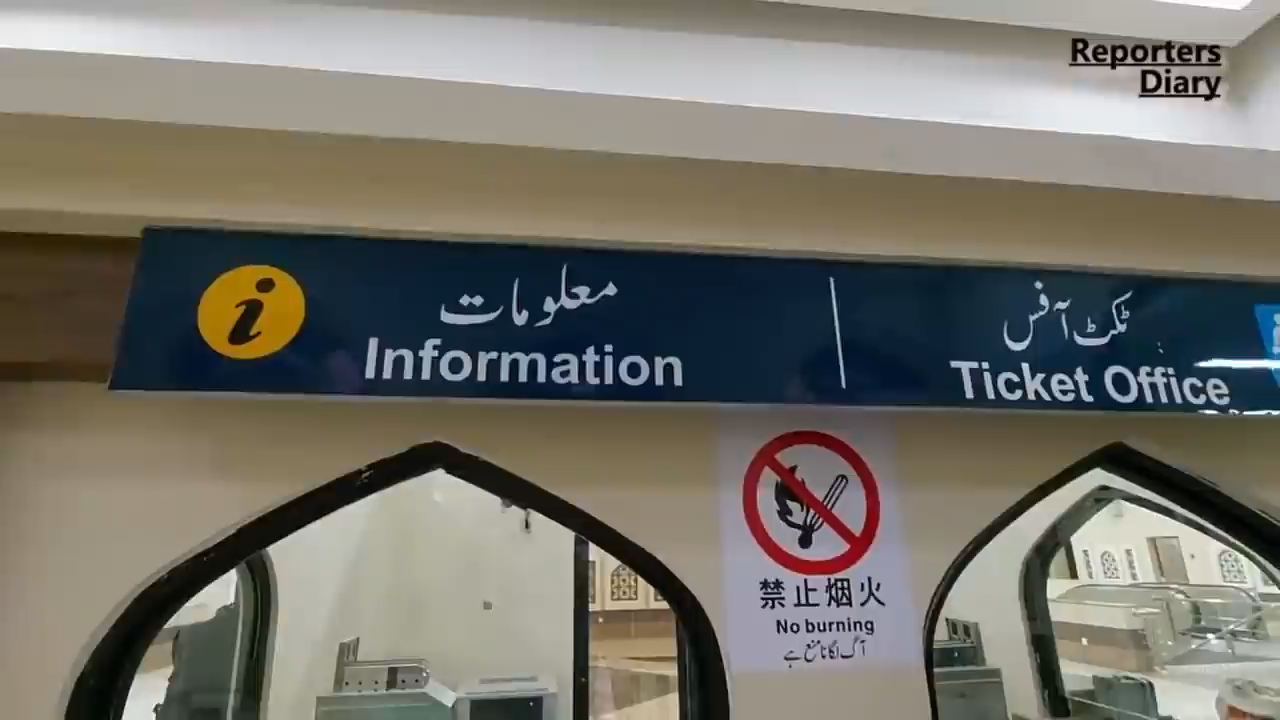 Reporters
Diary
معلومات
Information
ٹکٹ آفس
Ticket Office
禁止烟火
No burning
آگ لگانا منع ہے